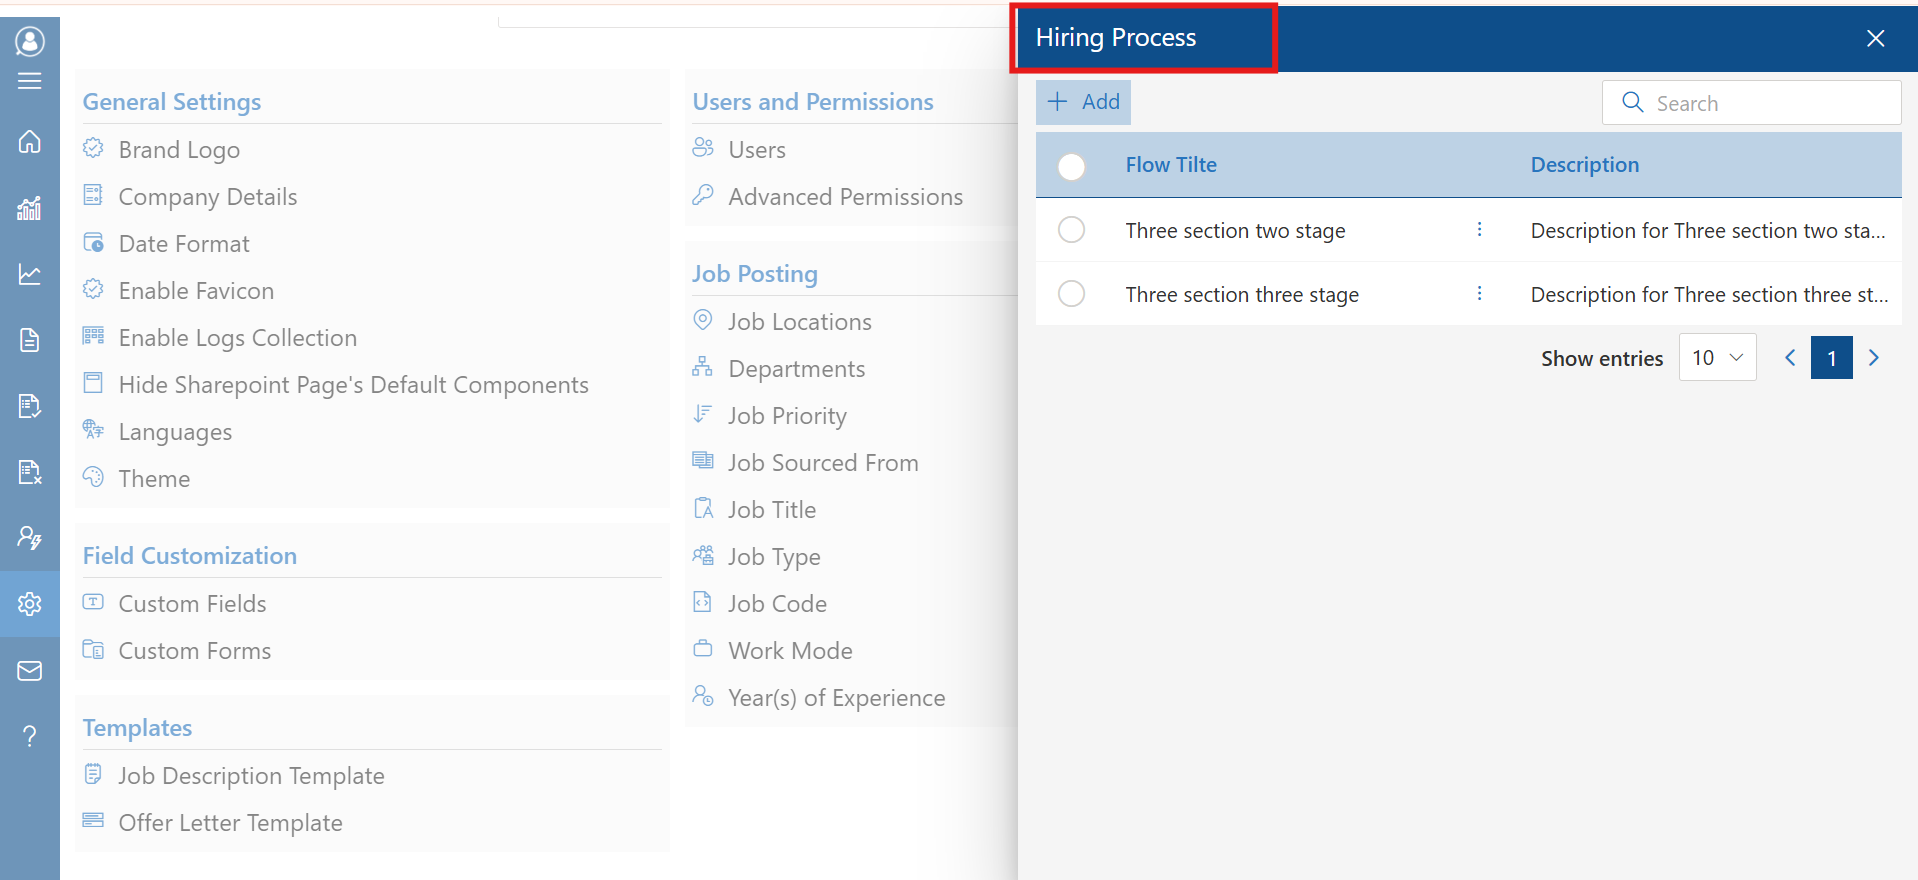 General Settings
Brand Logo
Company Details
Date Format
Enable Favicon
Enable Logs Collection
Hide Sharepoint Page's Default Components
Languages
Theme
Field Customization
Custom Fields
Custom Forms
Templates
Job Description Template
Offer Letter Template
Users and Permissions
Users
Advanced Permissions
Job Posting
Job Locations
Departments
Job Priority
Job Sourced From
Job Title
Job Type
Job Code
Work Mode
Year(s) of Experience
Hiring Process
Add
Search
Flow Tilte Description
Three section two stage Description for Three section two sta...
Three section three stage Description for Three section three st...
Show entries 10 1